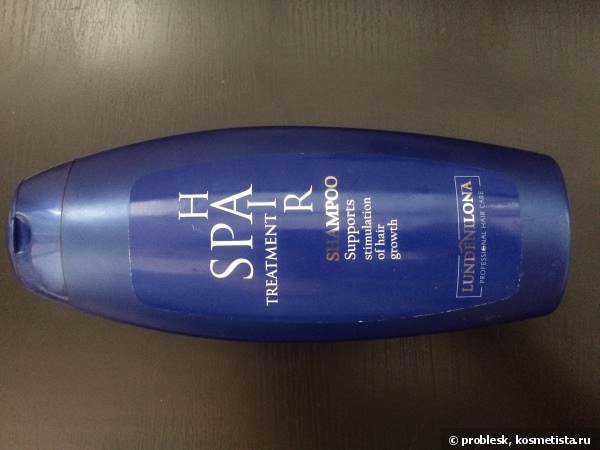 H
SPA
TREATMENT I
R
SHAMPOO
Supports
stimulation
of hair
growth
LUNDENILONA
PROFESSIONAL HAIR CARE
© problesk, kosmetista.ru